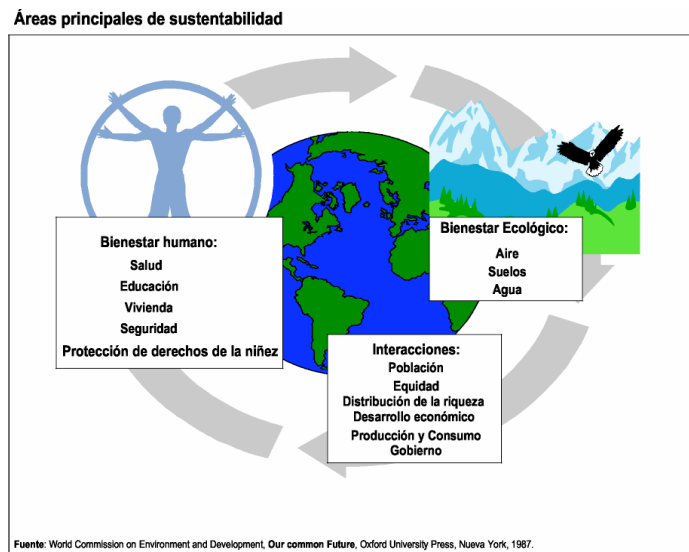 Áreas principales de sustentabilidad
Bienestar humano:
Salud
Educación
Vivienda
Seguridad
Protección de derechos de la niñez
Bienestar Ecológico:
Aire
Suelos
Agua
Interacciones:
Población
Equidad
Distribución de la riqueza
Desarrollo económico
Producción y Consumo
Gobierno
Fuente: World Commission on Environment and Development, Our common Future, Oxford University Press, Nueva York, 1987.